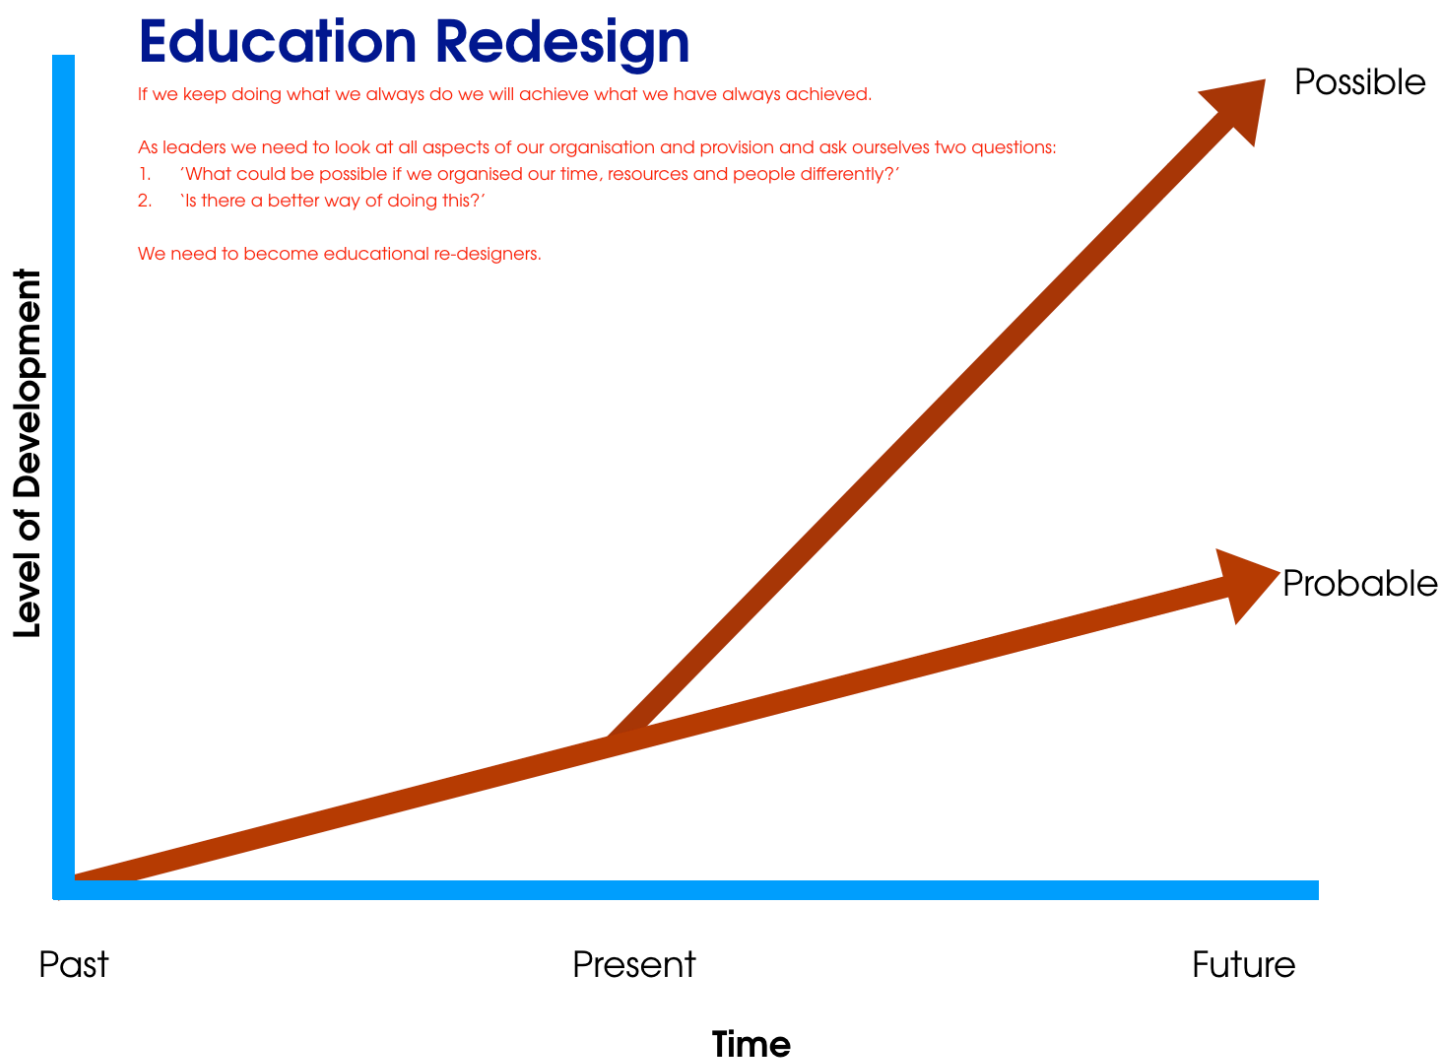 Education Redesign
If we keep doing what we always do we will achieve what we have always achieved.
As leaders we need to look at all aspects of our organisation and provision and ask ourselves two questions:
1. ‘What could be possible if we organised our time, resources and people differently?’
2. ‘Is there a better way of doing this?’
We need to become educational re-designers.
Possible
Probable
Level of Development
Past
Present
Future
Time